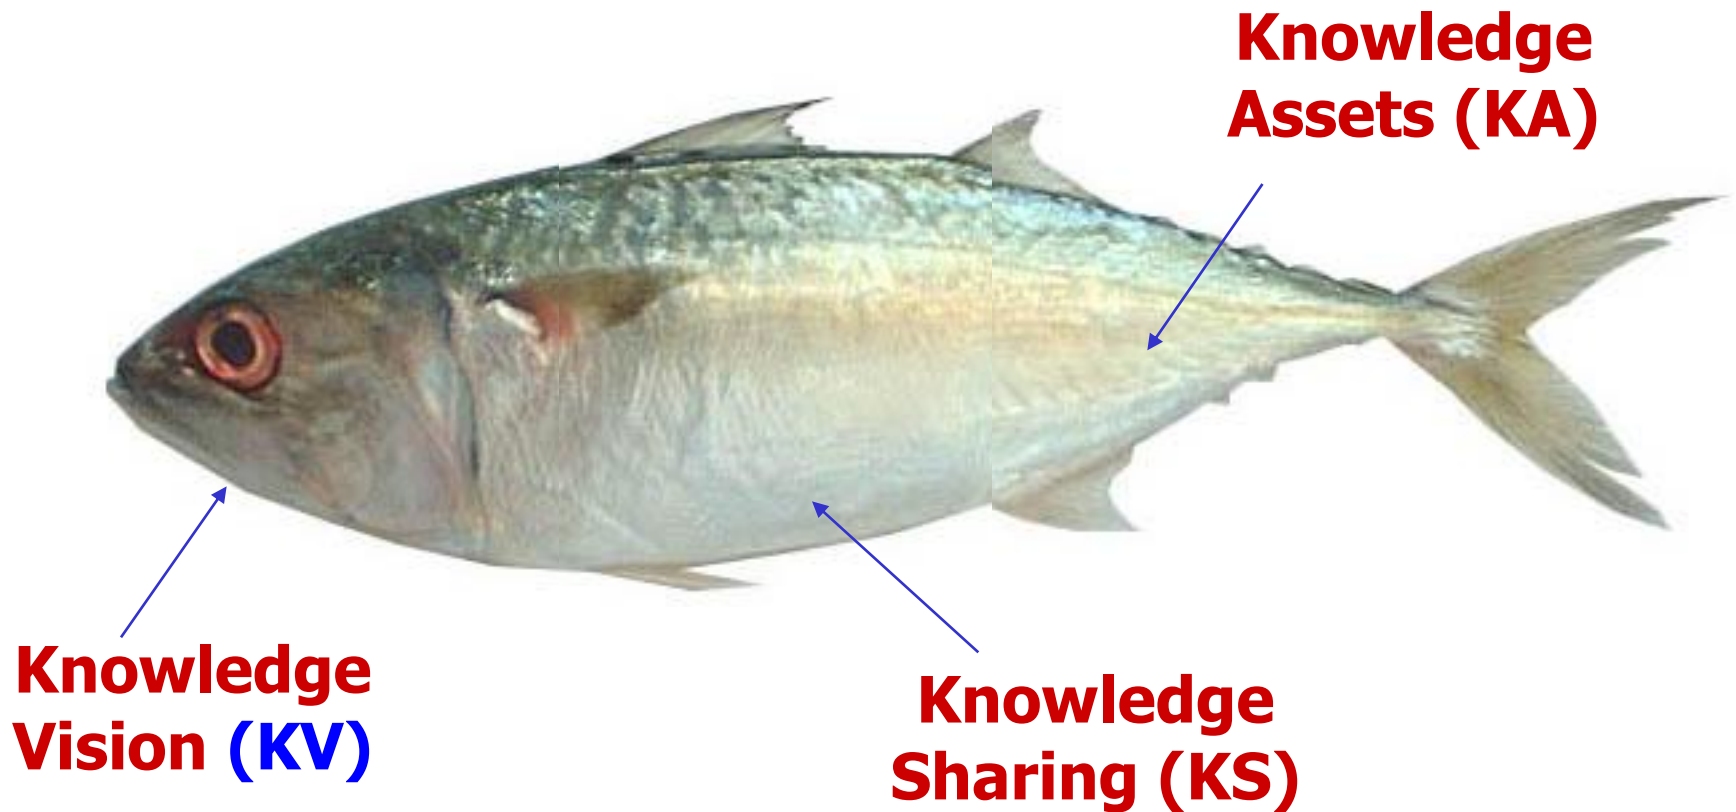 Knowledge
Assets (KA)
Knowledge
Vision (KV)
Knowledge
Sharing (KS)